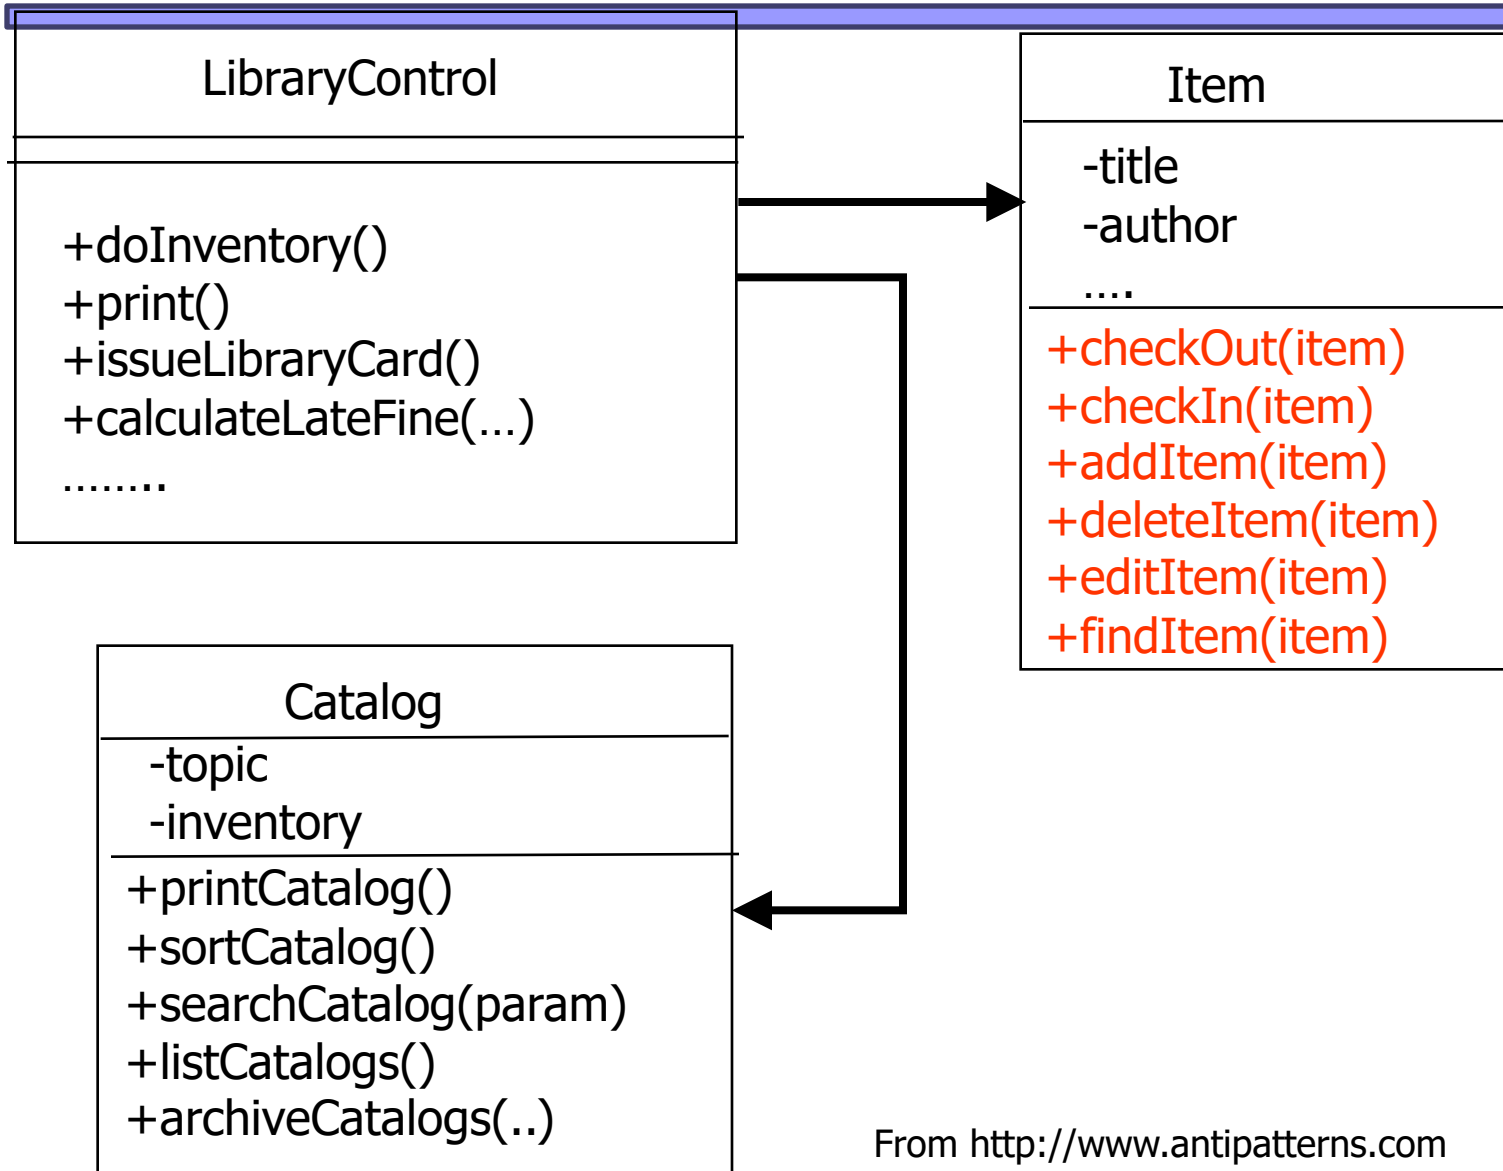 LibraryControl
+doInventory()
+print()
+issueLibraryCard()
+calculateLateFine(…)
……..
Item
-title
-author
….
+checkOut(item)
+checkIn(item)
+addItem(item)
+deleteItem(item)
+editItem(item)
+findItem(item)
Catalog
-topic
-inventory
+printCatalog()
+sortCatalog()
+searchCatalog(param)
+listCatalogs()
+archiveCatalogs(..)
From http://www.antipatterns.com